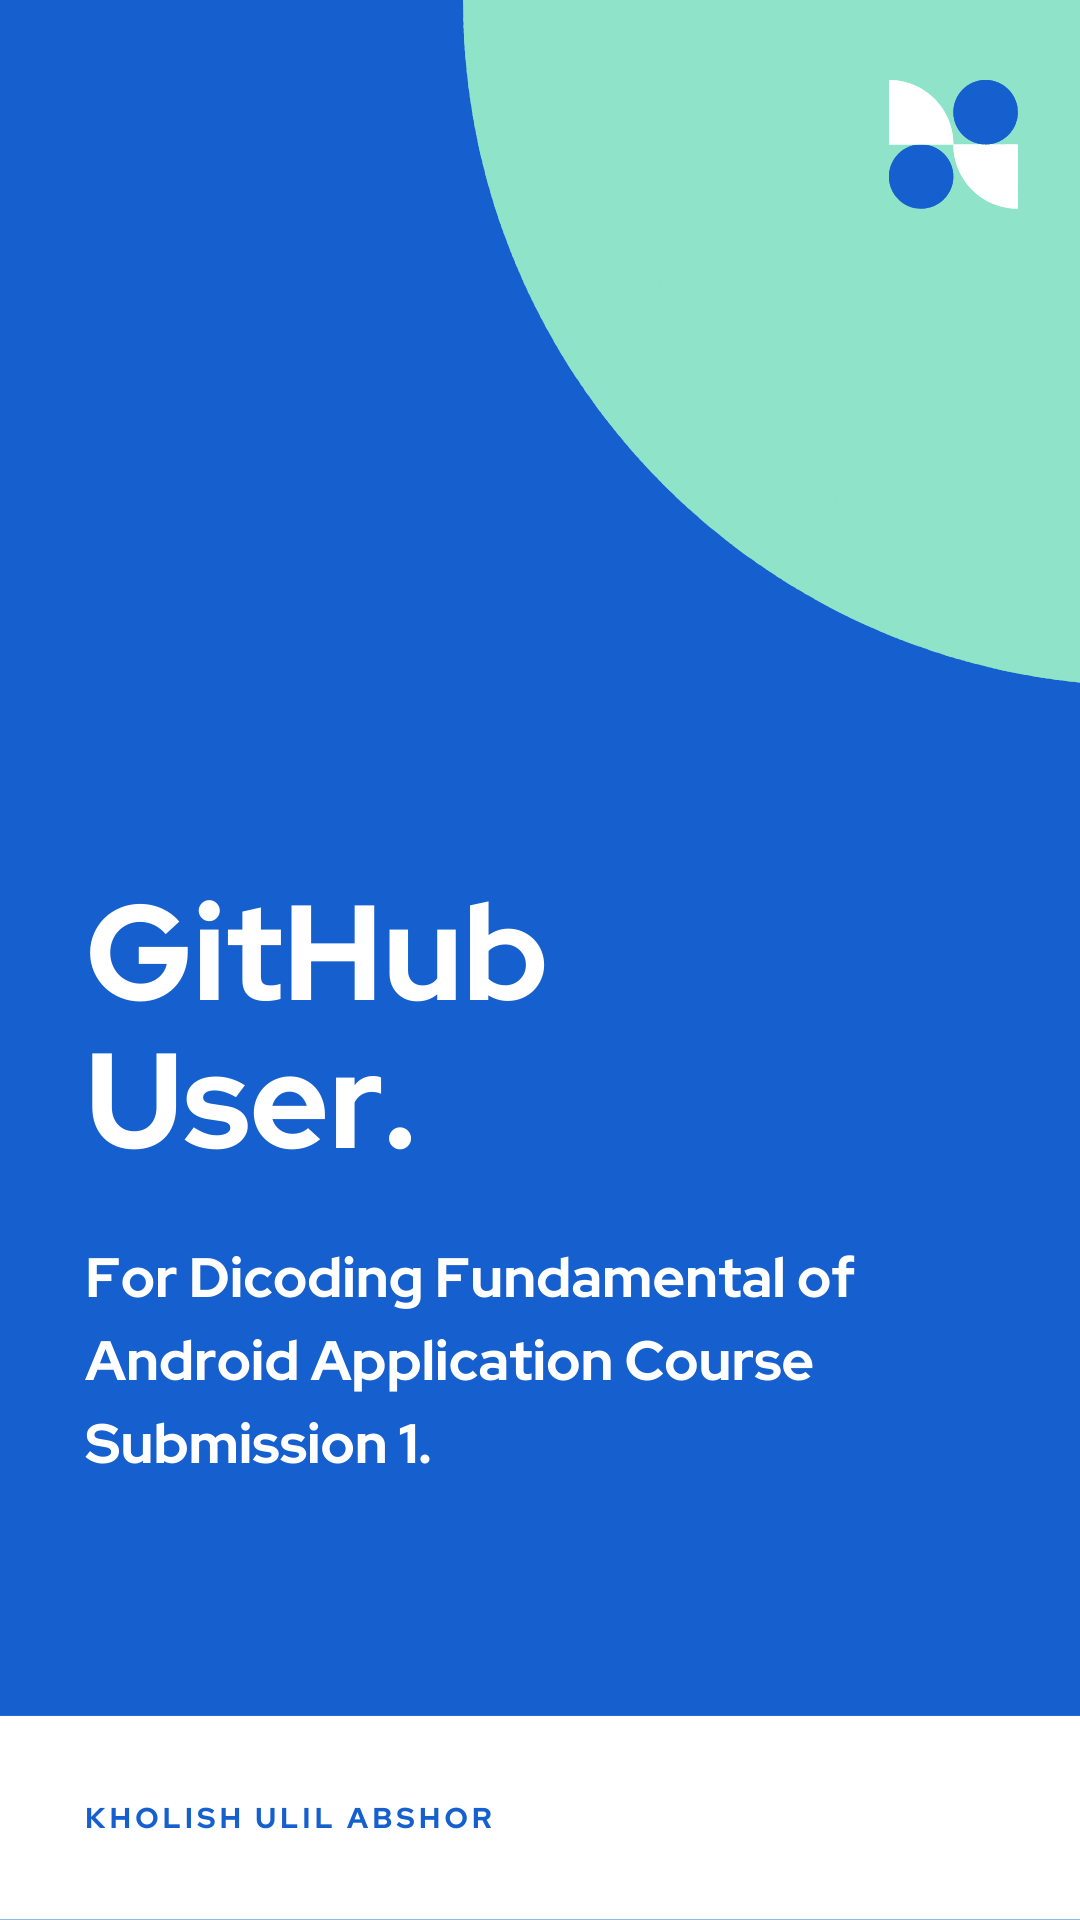 GitHub
User.
For Dicoding Fundamental of
Android Application Course
Submission 1.
KHOLISH ULIL ABSHOR